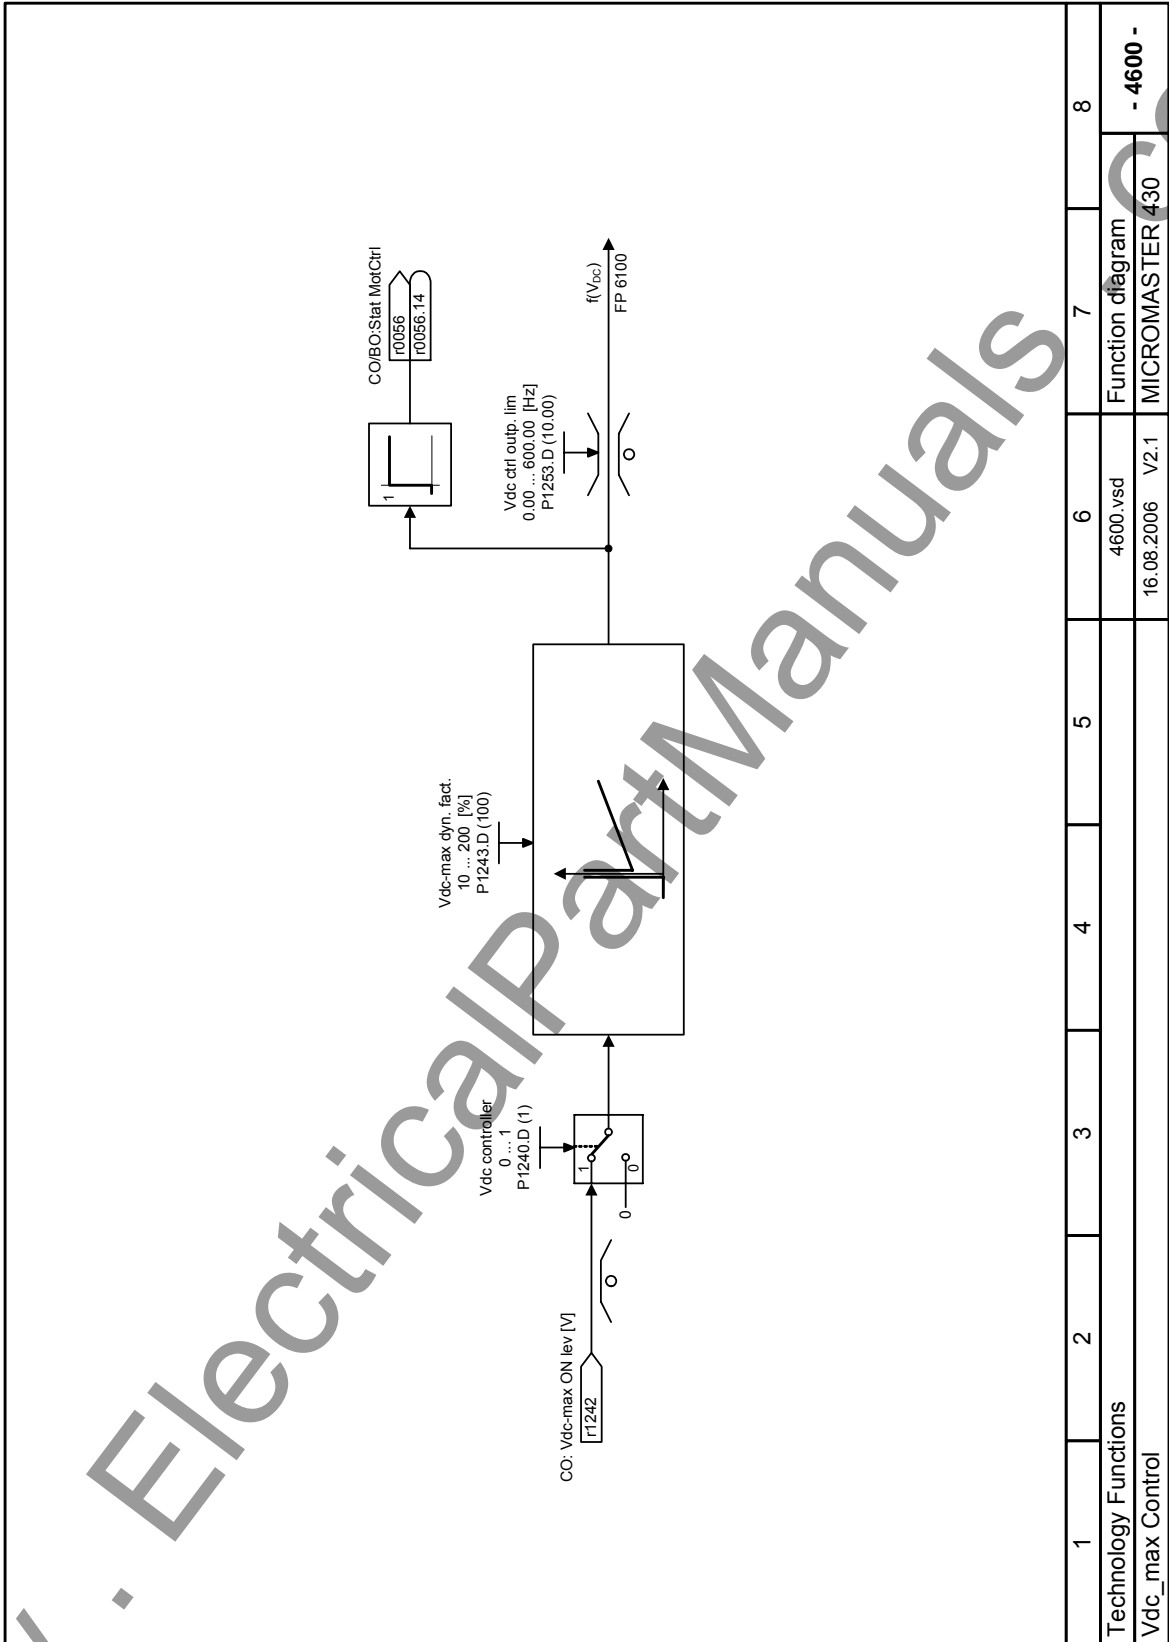 CO: Vdc-max ON lev [V]
r1242
Vdc controller
0 ... 1
P1240.D (1)
1
0
0
Vdc-max dyn. fact.
10 ... 200 [%]
P1243.D (100)
1
CO/BO:Stat MotCtrl
r0056
r0056.14
Vdc ctrl outp. lim
0.00 ... 600.00 [Hz]
P1253.D (10.00)
f(VDC)
FP 6100
1 2 3 4 5 6 7 8
Technology Functions 4600.vsd Function diagram - 4600 -
Vdc_max Control 16.08.2006 V2.1 MICROMASTER 430
. ElectricalPartManuals .